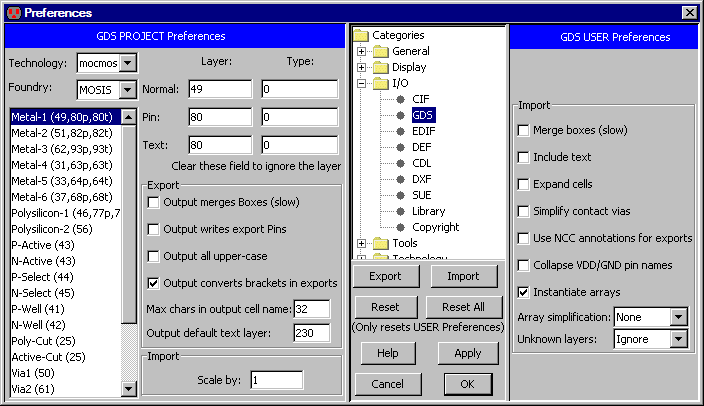 Preferences
GDS PROJECT Preferences
Technology: mocmos
Foundry: MOSIS
Layer: Type:
Normal: 49 0
Pin: 80 0
Text: 80 0
Clear these field to ignore the layer
Metal-1 (49,80p,80t)
Metal-2 (51,82p,82t)
Metal-3 (62,93p,93t)
Metal-4 (31,63p,63t)
Metal-5 (33,64p,64t)
Metal-6 (37,68p,68t)
Polysilicon-1 (46,77p,7
Polysilicon-2 (56)
P-Active (43)
N-Active (43)
P-Select (44)
N-Select (45)
P-Well (41)
N-Well (42)
Poly-Cut (25)
Active-Cut (25)
Via1 (50)
Via2 (61)
Export
Output merges Boxes (slow)
Output writes export Pins
Output all upper-case
Output converts brackets in exports
Max chars in output cell name: 32
Output default text layer: 230
Import
Scale by: 1
Categories
General
Display
I/O
CIF
GDS
EDIF
DEF
CDL
DXF
SUE
Library
Copyright
Tools
Technology
Export Import
Reset Reset All
(Only resets USER Preferences)
Help Apply
Cancel OK
GDS USER Preferences
Import
Merge boxes (slow)
Include text
Expand cells
Simplify contact vias
Use NCC annotations for exports
Collapse VDD/GND pin names
Instantiate arrays
Array simplification: None
Unknown layers: Ignore